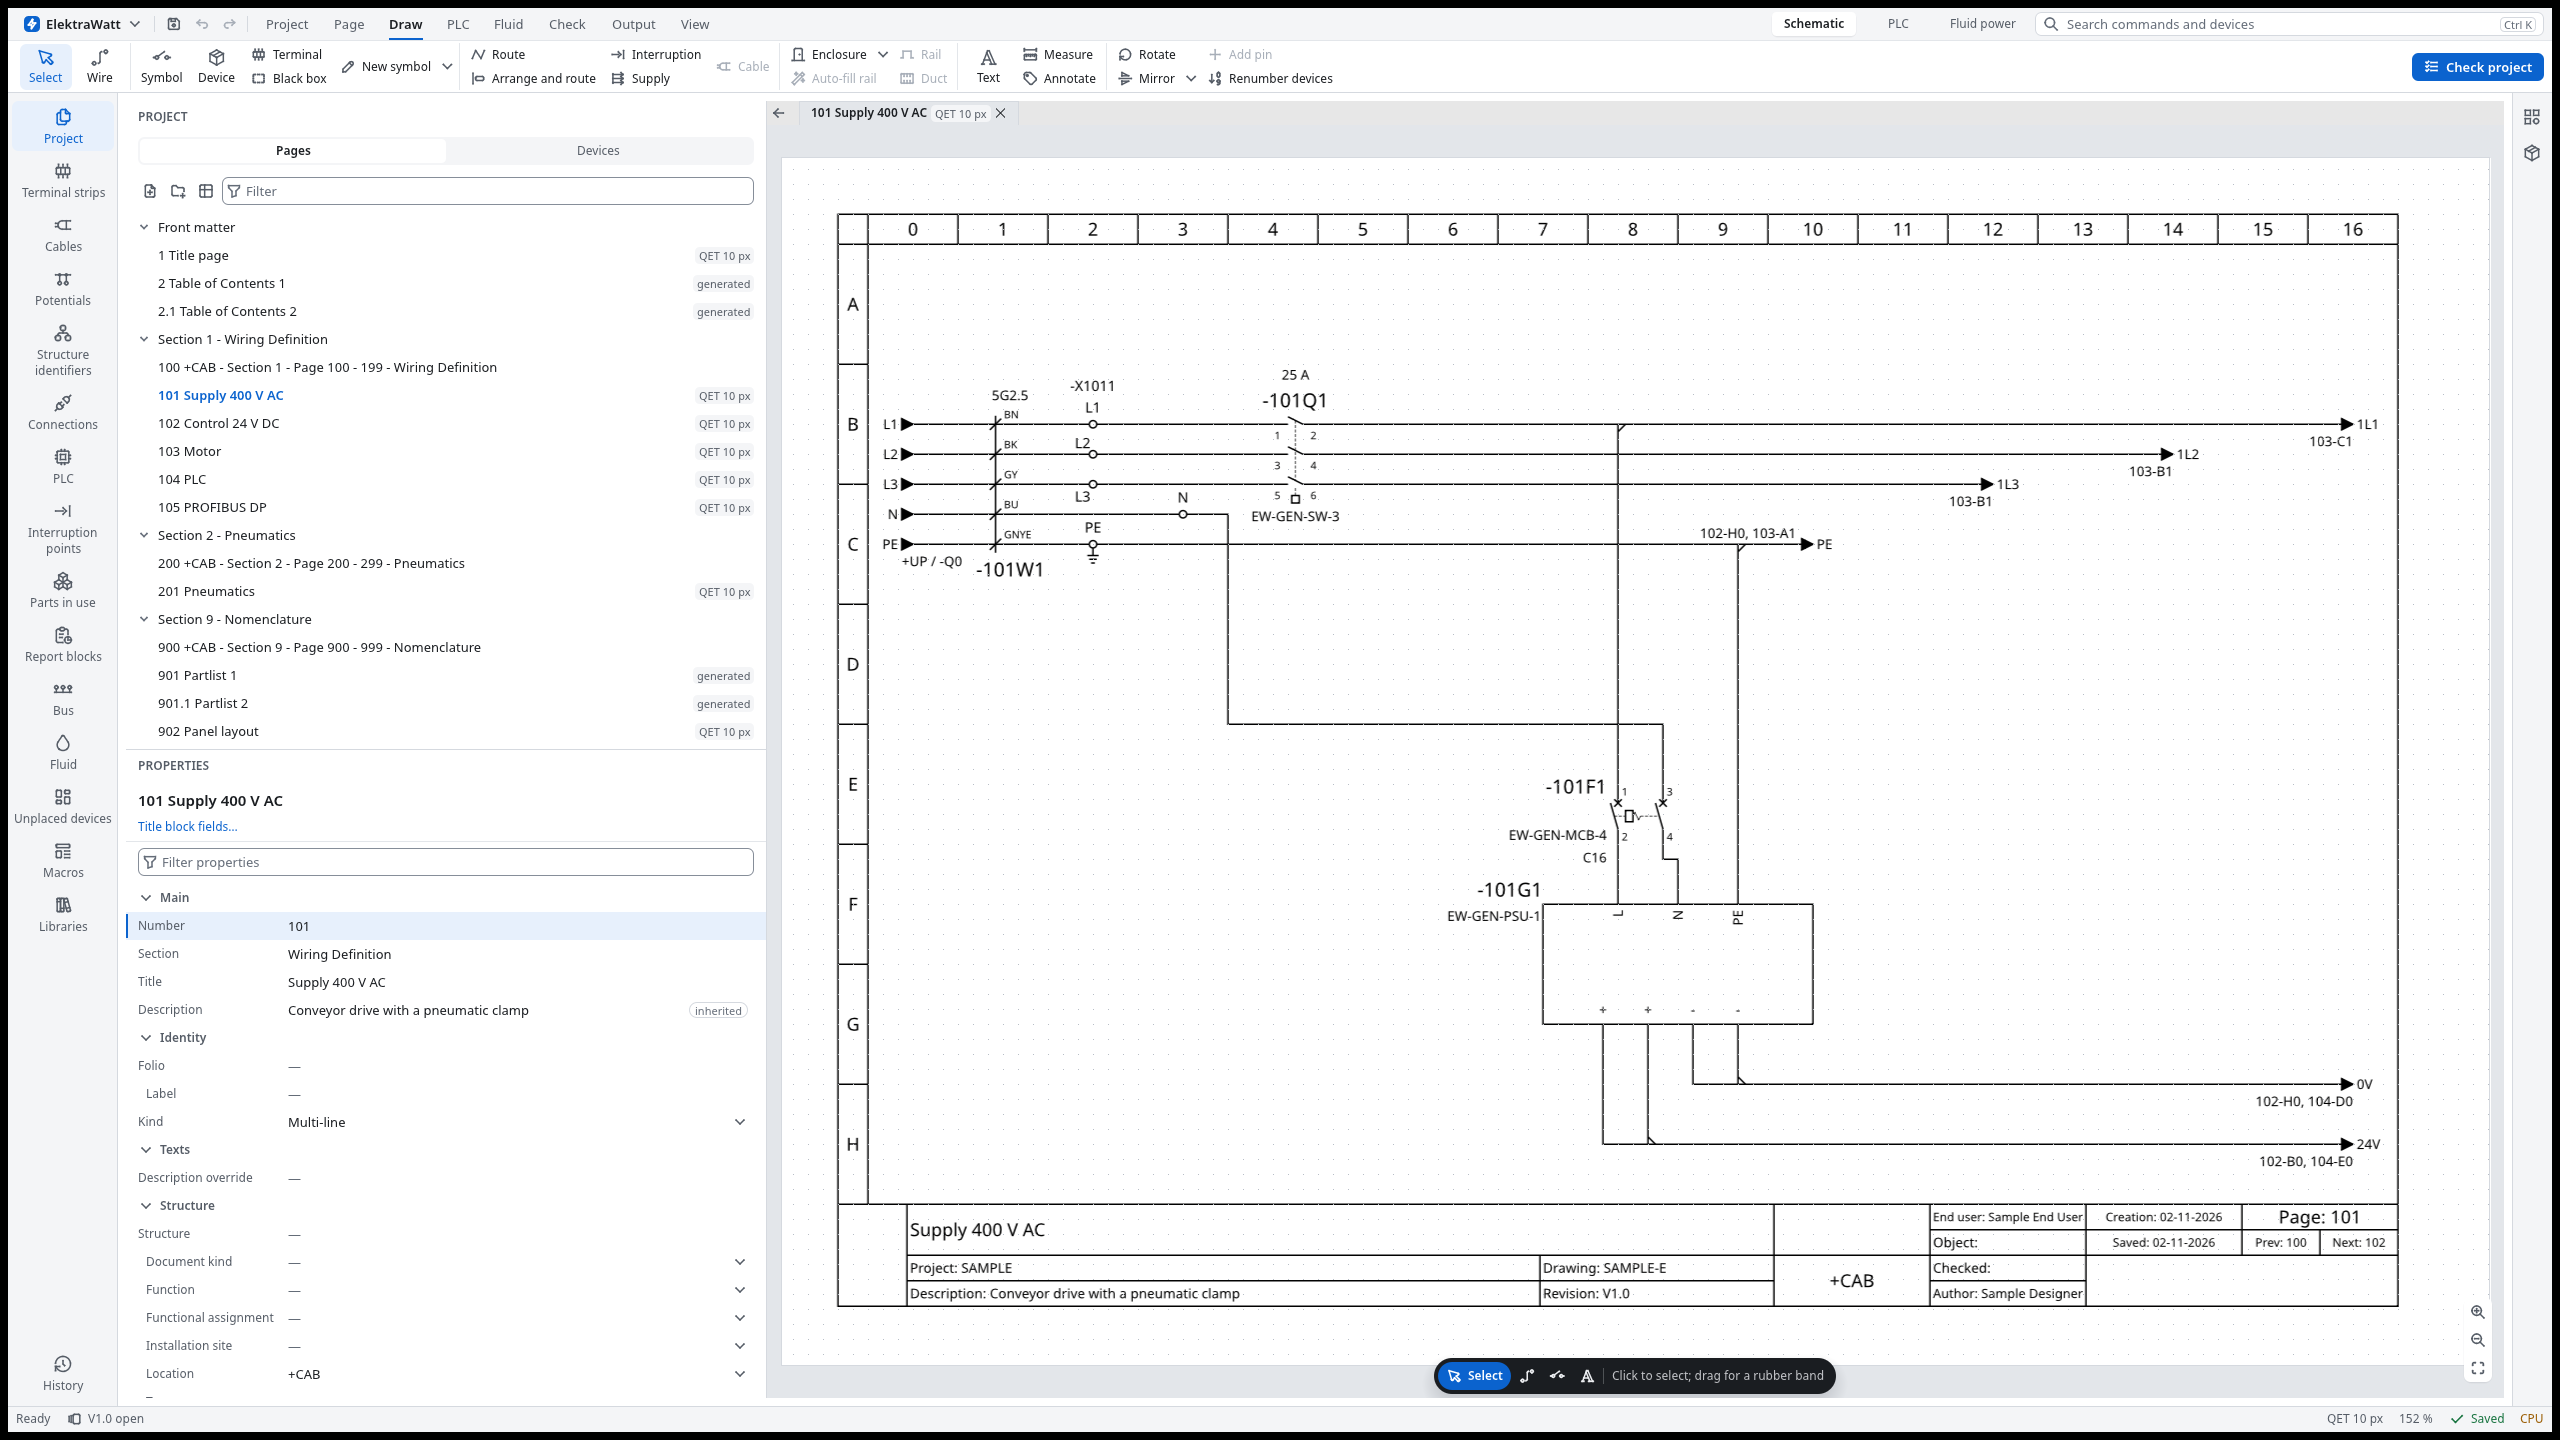 ElektraWatt Project Page Draw PLC Fluid Check Output View Schematic PLC Fluid power Search commands and devices Ctrl K
Select Wire Symbol Device Terminal Black box New symbol Route Arrange and route Interruption Supply Cable Enclosure Auto-fill rail Rail Duct Text Measure Annotate Rotate Mirror Add pin Renumber devices Check project
Project
Terminal strips
Cables
Potentials
Structure
identifiers
Connections
PLC
Interruption
points
Parts in use
Report blocks
Bus
Fluid
Unplaced devices
Macros
Libraries
History
PROJECT
Pages Devices
Filter
Front matter
1 Title page QET 10 px
2 Table of Contents 1 generated
2.1 Table of Contents 2 generated
Section 1 - Wiring Definition
100 +CAB - Section 1 - Page 100 - 199 - Wiring Definition
101 Supply 400 V AC QET 10 px
102 Control 24 V DC QET 10 px
103 Motor QET 10 px
104 PLC QET 10 px
105 PROFIBUS DP QET 10 px
Section 2 - Pneumatics
200 +CAB - Section 2 - Page 200 - 299 - Pneumatics
201 Pneumatics QET 10 px
Section 9 - Nomenclature
900 +CAB - Section 9 - Page 900 - 999 - Nomenclature
901 Partlist 1 generated
901.1 Partlist 2 generated
902 Panel layout QET 10 px
PROPERTIES
101 Supply 400 V AC
Title block fields...
Filter properties
Main
Number 101
Section Wiring Definition
Title Supply 400 V AC
Description Conveyor drive with a pneumatic clamp inherited
Identity
Folio —
Label —
Kind Multi-line
Texts
Description override —
Structure
Structure —
Document kind —
Function —
Functional assignment —
Installation site —
Location +CAB
101 Supply 400 V AC QET 10 px
0 1 2 3 4 5 6 7 8 9 10 11 12 13 14 15 16
A
B
C
D
E
F
G
H
25 A
-101Q1
5G2.5
-X1011
L1
L1 BN 1 2 1L1
103-C1
L2
L2 BK 3 4 1L2
103-B1
L3 GY 5 6 1L3
L3
103-B1
EW-GEN-SW-3
N BU N
PE GNYE PE 102-H0, 103-A1 PE
+UP / -Q0
-101W1
-101F1 1 3
EW-GEN-MCB-4 2 4
C16
-101G1
EW-GEN-PSU-1
L N PE
+ + - -
0V
102-H0, 104-D0
24V
102-B0, 104-E0
Supply 400 V AC
Project: SAMPLE
Description: Conveyor drive with a pneumatic clamp
Drawing: SAMPLE-E
Revision: V1.0
+CAB
End user: Sample End User
Object:
Checked:
Author: Sample Designer
Creation: 02-11-2026
Saved: 02-11-2026
Page: 101
Prev: 100 Next: 102
Select Click to select; drag for a rubber band
Ready V1.0 open QET 10 px 152 % Saved CPU